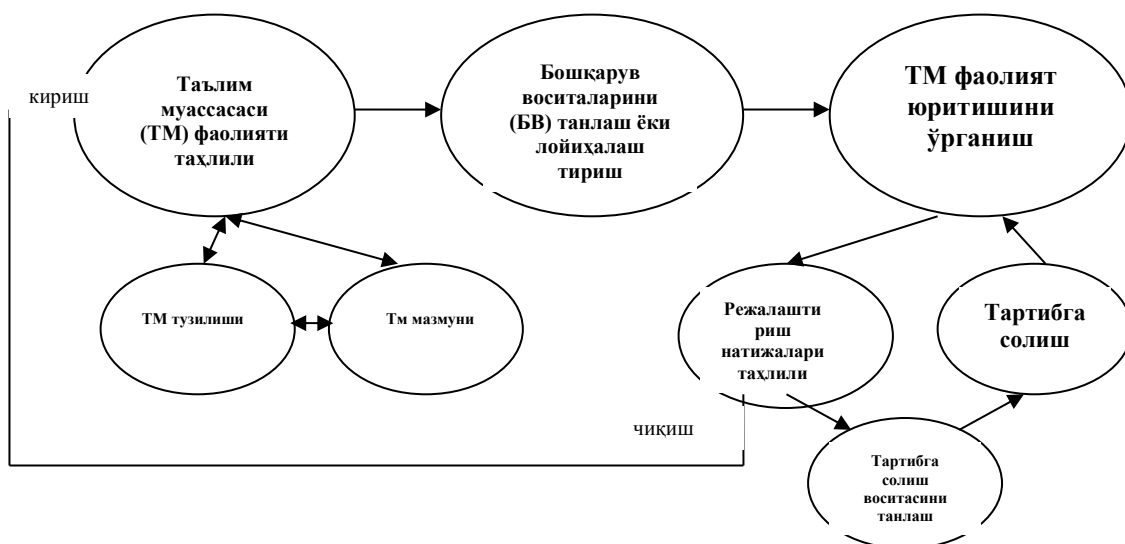 кириш
Таълим
муассасаси
(ТМ) фаолияти
таҳлили
Бошқарув
воситаларини
(БВ) танлаш ёки
лойиҳалаш
тириш
ТМ фаолият
юритишини
ўрганиш
ТМ тузилиши
Тм мазмуни
Режалашти
риш
натижалари
таҳлили
Тартибга
солиш
чиқиш
Тартибга
солиш
воситасини
танлаш